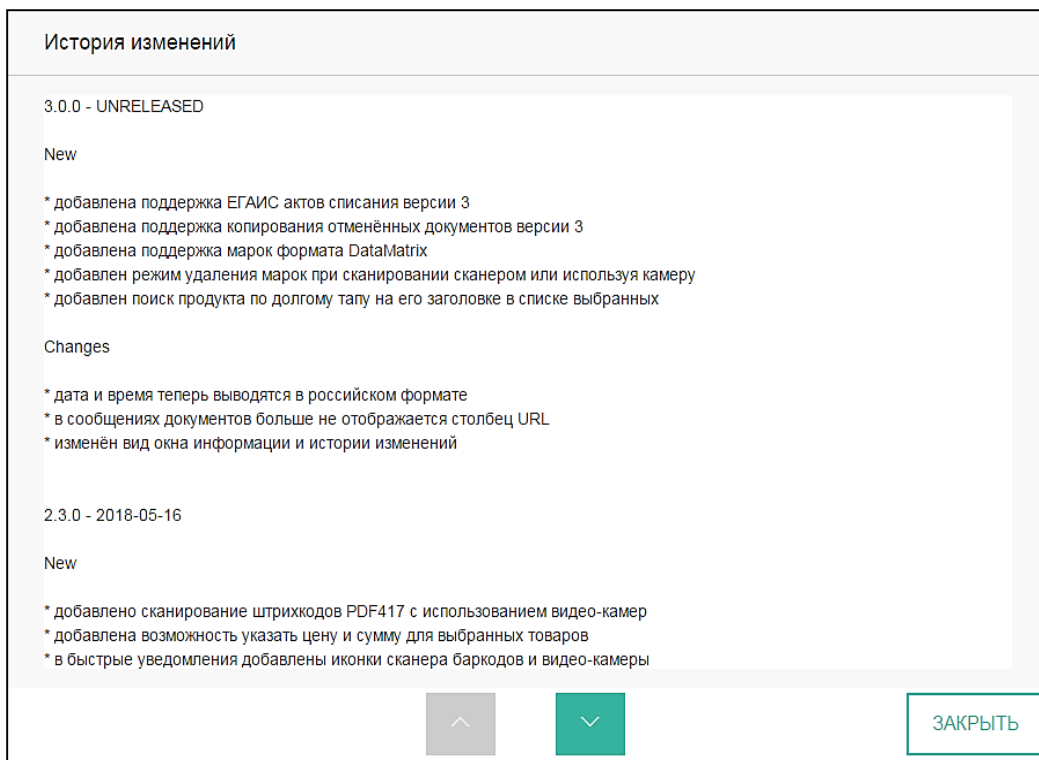 История изменений
3.0.0 - UNRELEASED
New
* добавлена поддержка ЕГАИС актов списания версии 3
* добавлена поддержка копирования отменённых документов версии 3
* добавлена поддержка марок формата DataMatrix
* добавлен режим удаления марок при сканировании сканером или используя камеру
* добавлен поиск продукта по долгому тапу на его заголовке в списке выбранных
Changes
* дата и время теперь выводятся в российском формате
* в сообщениях документов больше не отображается столбец URL
* изменён вид окна информации и истории изменений
2.3.0 - 2018-05-16
New
* добавлено сканирование штрихкодов PDF417 с использованием видео-камер
* добавлена возможность указать цену и сумму для выбранных товаров
* в быстрые уведомления добавлены иконки сканера баркодов и видео-камеры
ЗАКРЫТЬ